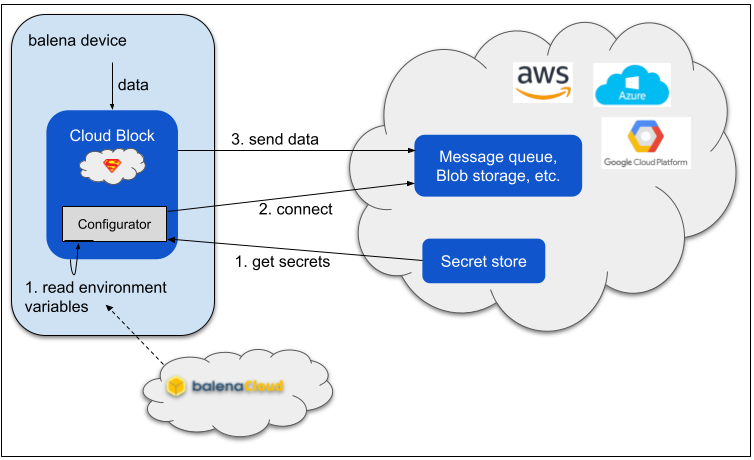 balena device
data
Cloud Block
Configurator
1. read environment
variables
3. send data
2. connect
1. get secrets
aws
Azure
Google Cloud Platform
Message queue,
Blob storage, etc.
Secret store
balenaCloud